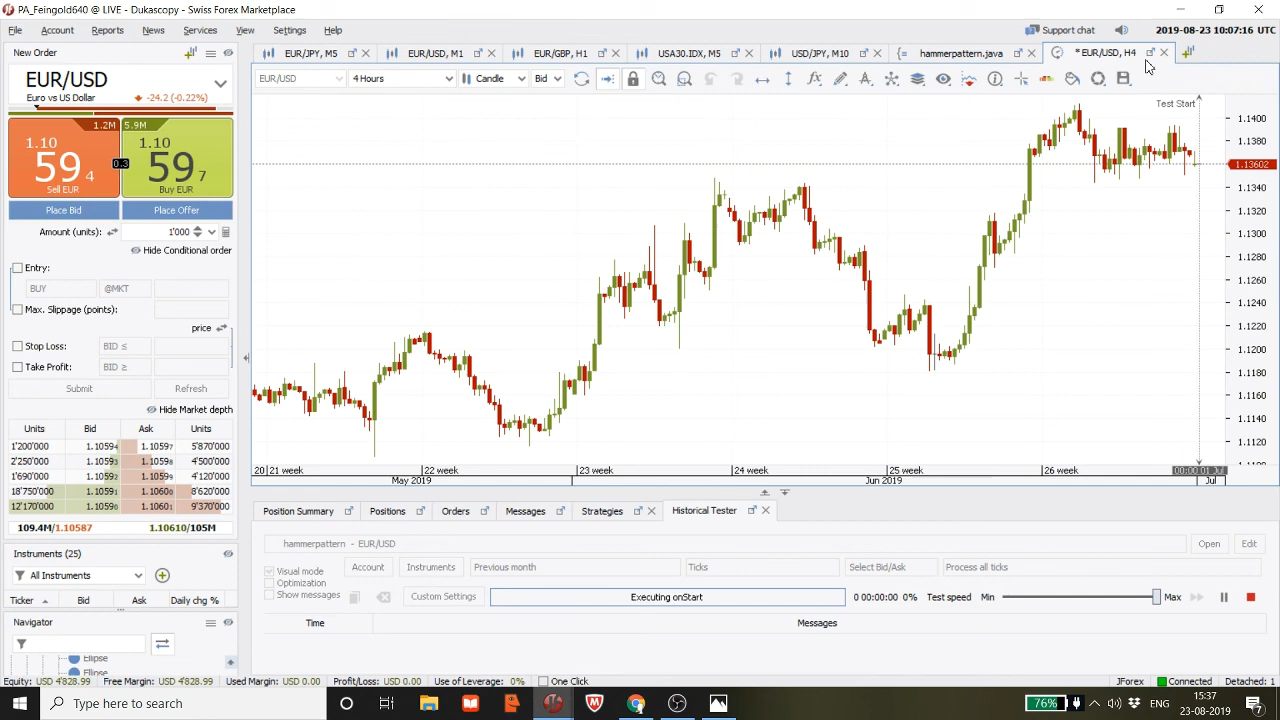 PA_Feingold640 @ LIVE - Dukascopy - Swiss Forex Marketplace
File Account Reports News Services View Settings Help
Support chat 2019-08-23 10:07:16 UTC
New Order
EUR/JPY, M5 EUR/USD, M1 EUR/GBP, H1 USA30.IDX, M5 USD/JPY, M10 hammerpattern.java * EUR/USD, H4
EUR/USD
Euro vs US Dollar -24.2 (-0.22%)
EUR/USD 4 Hours Candle Bid
1.2M 5.9M
1.10 1.10
59 4 0.3 59 7
Sell EUR Buy EUR
Place Bid Place Offer
Amount (units): 1'000
Hide Conditional order
Entry:
BUY @MKT
Max. Slippage (points):
price
Stop Loss: BID ≤
Take Profit: BID ≥
Submit Refresh
Hide Market depth
Units Bid Ask Units
1'200'000 1.10594 1.10597 5'870'000
2'250'000 1.10593 1.10598 4'500'000
1'690'000 1.10592 1.10599 4'120'000
18'750'000 1.10591 1.10600 8'620'000
12'170'000 1.10590 1.10601 9'370'000
109.4M/1.10587 1.10610/105M
Instruments (25)
All Instruments
Ticker Bid Ask Daily chg %
Navigator
Ellipse
Ellipse
Test Start
1.1400
1.1380
1.13602
1.1340
1.1320
1.1300
1.1280
1.1260
1.1240
1.1220
1.1200
1.1180
1.1160
1.1140
1.1120
1.1100
20 21 week 22 week 23 week 24 week 25 week 26 week 00:00:01 Jul
May 2019 Jun 2019 Jul
Position Summary Positions Orders Messages Strategies Historical Tester
hammerpattern - EUR/USD Open Edit
Visual mode Account Instruments Previous month Ticks Select Bid/Ask Process all ticks
Optimization
Show messages Custom Settings Executing onStart 0 00:00:00 0% Test speed Min Max
Time Messages
Equity: USD 4'828.99 Free Margin: USD 4'828.99 Used Margin: USD 0.00 Profit/Loss: USD 0.00 Use of Leverage: 0% One Click JForex Connected Detached: 1
Type here to search 76% ENG 15:37
23-08-2019